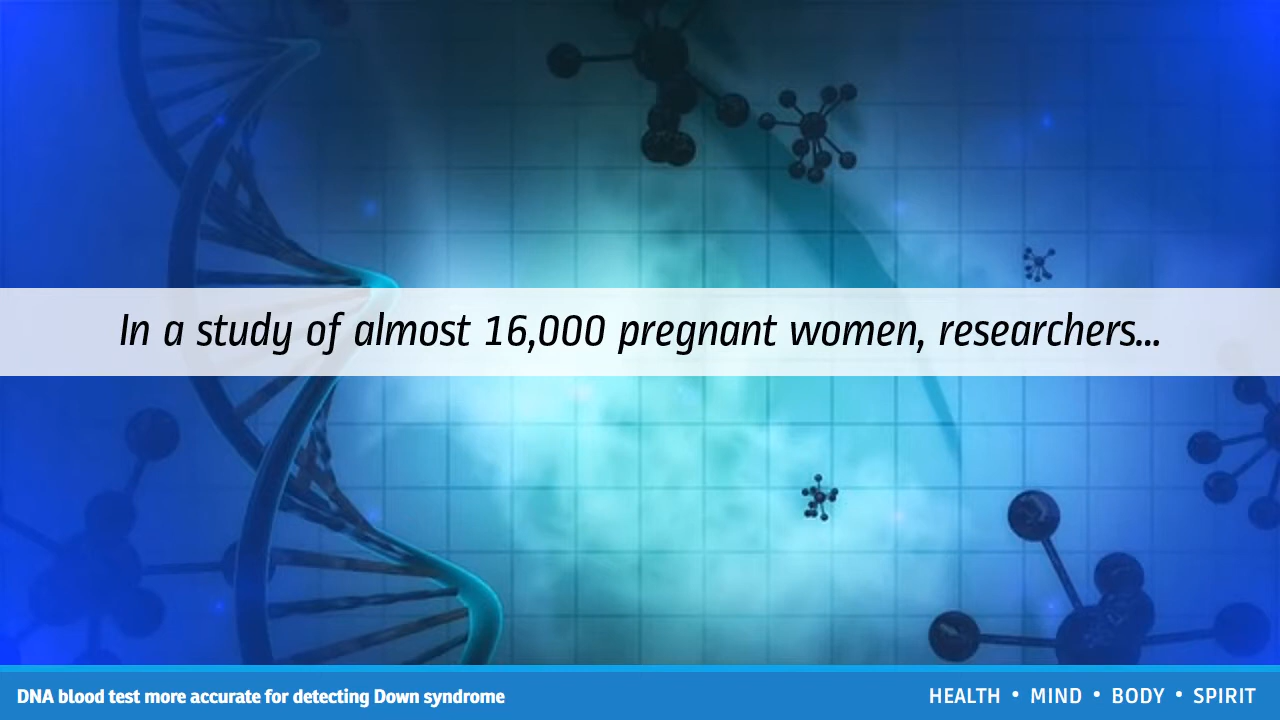 In a study of almost 16,000 pregnant women, researchers...
DNA blood test more accurate for detecting Down syndrome
HEALTH • MIND • BODY • SPIRIT